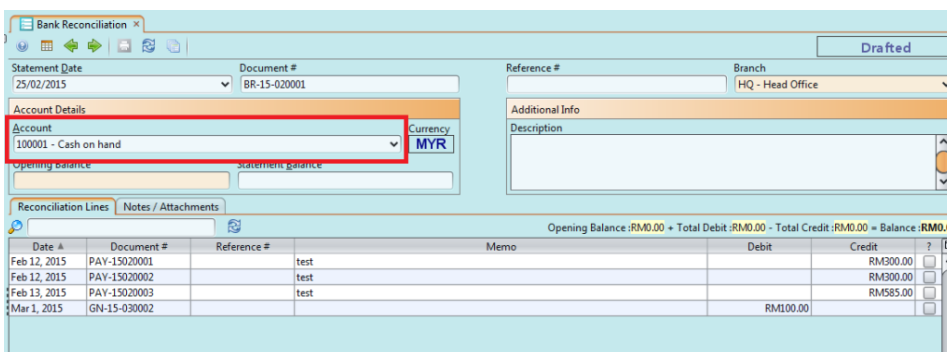 Bank Reconciliation ×
Drafted
Statement Date Document # Reference # Branch
25/02/2015 BR-15-020001 HQ - Head Office
Account Details Additional Info
Account Currency Description
100001 - Cash on hand MYR
Opening Balance Statement Balance
Reconciliation Lines Notes / Attachments
Opening Balance :RM0.00 + Total Debit :RM0.00 - Total Credit :RM0.00 = Balance :RM0.
Date Document # Reference # Memo Debit Credit ?
Feb 12, 2015 PAY-15020001 test RM300.00
Feb 12, 2015 PAY-15020002 test RM300.00
Feb 13, 2015 PAY-15020003 test RM585.00
Mar 1, 2015 GN-15-030002 RM100.00